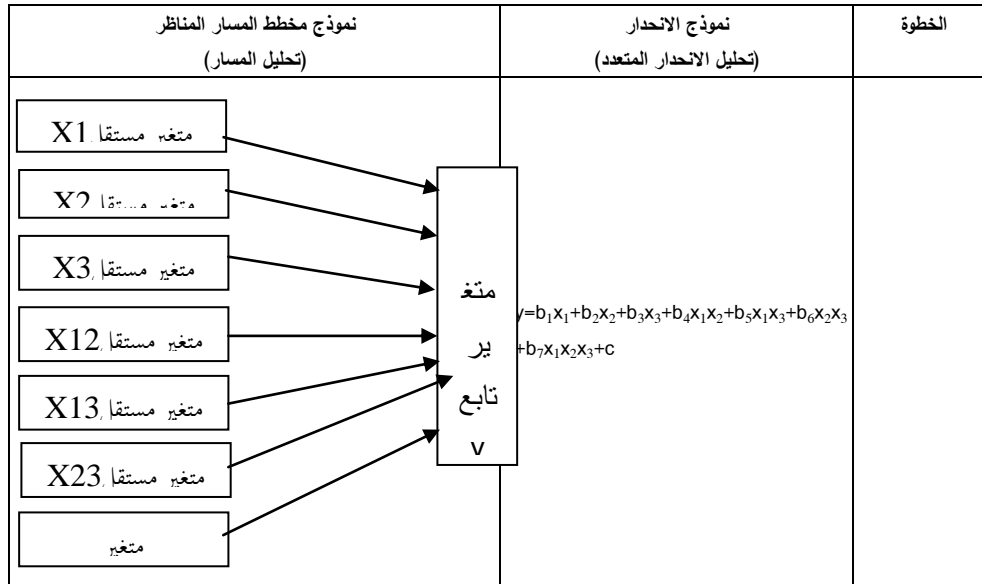 الخطوة
نموذج الانحدار
(تحليل الانحدار المتعدد)
نموذج مخطط المسار المناظر
(تحليل المسار)
متغير مستقل X1
متغير مستقل X2
متغير مستقل X3
متغير مستقل X12
متغير مستقل X13
متغير مستقل X23
متغير
متغ
ير
تابع
y=b₁x₁+b₂x₂+b₃x₃+b₄x₁x₂+b₅x₁x₃+b₆x₂x₃
+b₇x₁x₂x₃+c